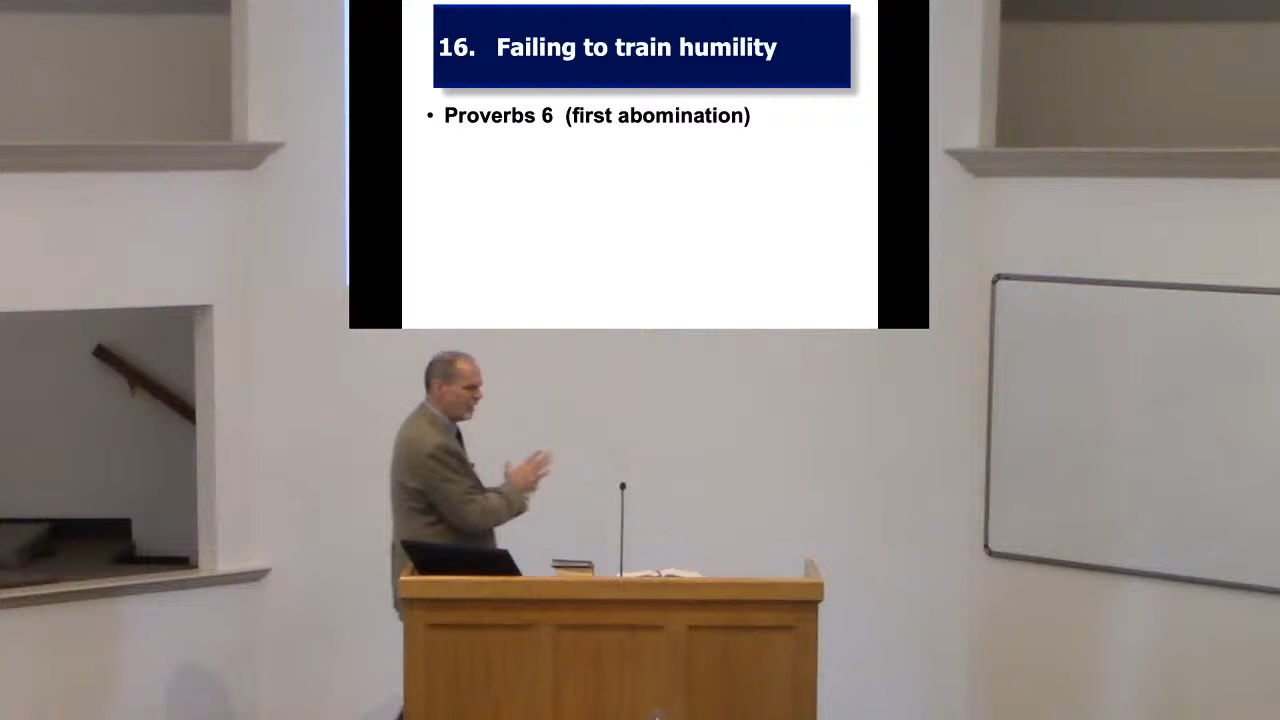 16. Failing to train humility
• Proverbs 6 (first abomination)